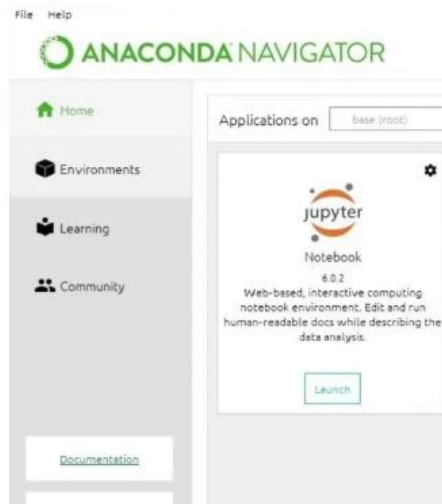 File Help
ANACONDA NAVIGATOR
Home
Applications on base (root)
Environments
jupyter
Learning
Notebook
6.0.2
Web-based, interactive computing
notebook environment. Edit and run
human-readable docs while describing the
data analysis.
Community
Launch
Documentation